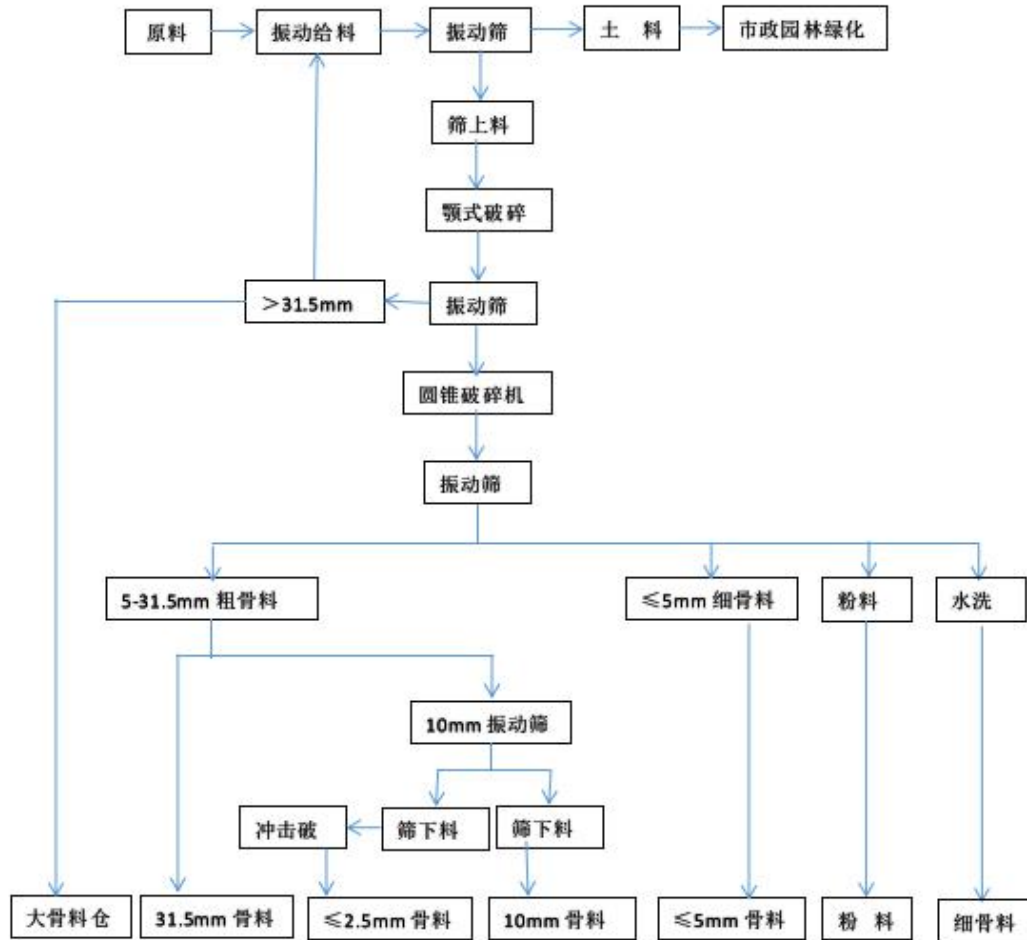 原料
振动给料
振动筛
土 料
市政园林绿化
筛上料
颚式破碎
＞31.5mm
振动筛
圆锥破碎机
振动筛
5-31.5mm 粗骨料
≤5mm 细骨料
粉料
水洗
10mm 振动筛
冲击破
筛下料
筛下料
大骨料仓
31.5mm 骨料
≤2.5mm 骨料
10mm 骨料
≤5mm 骨料
粉 料
细骨料